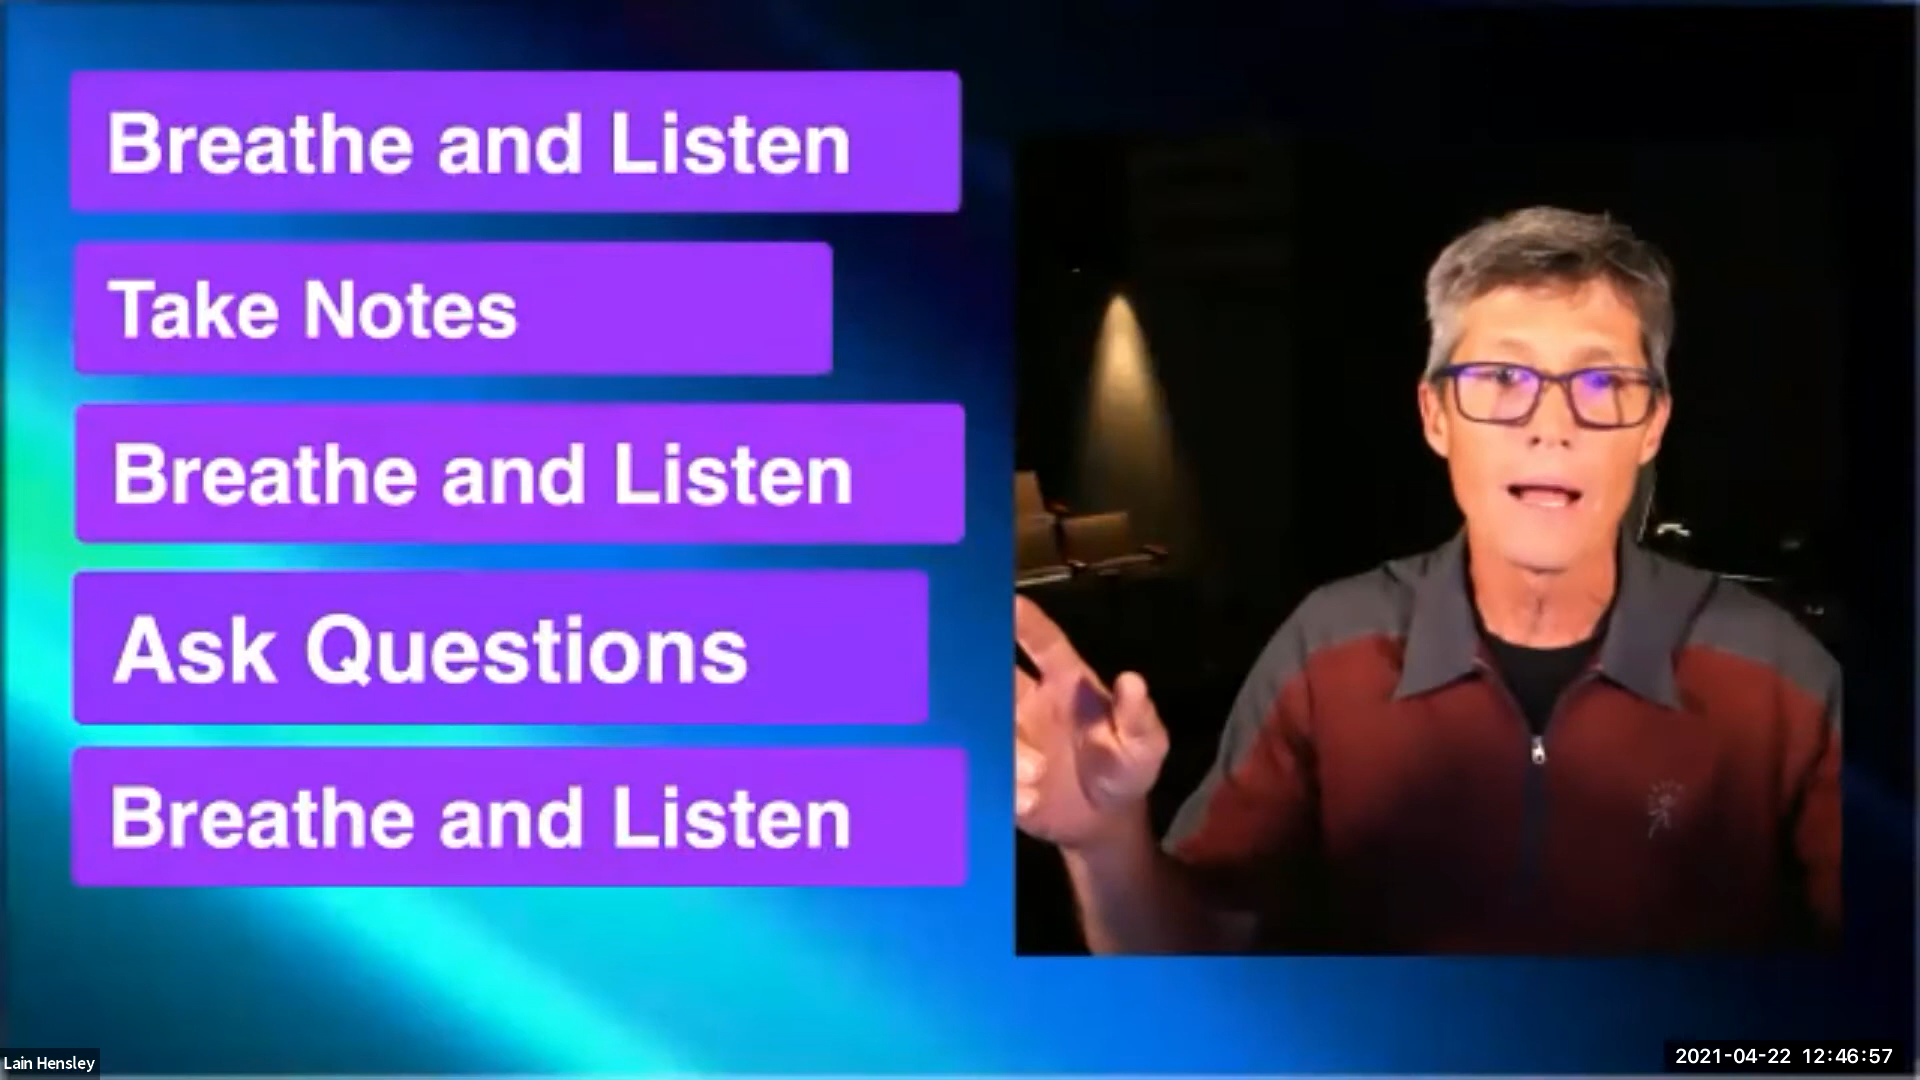 Breathe and Listen
Take Notes
Breathe and Listen
Ask Questions
Breathe and Listen
Lain Hensley
2021-04-22 12:46:57